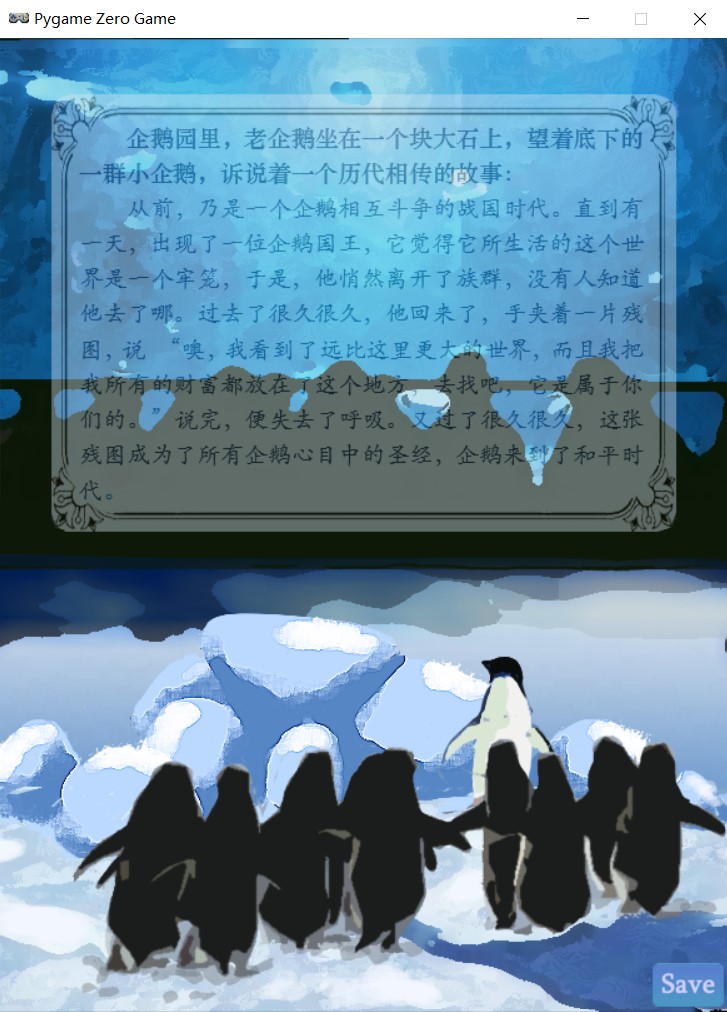 Pygame Zero Game
企鹅园里，老企鹅坐在一个块大石上，望着底下的
一群小企鹅，诉说着一个历代相传的故事：
从前，乃是一个企鹅相互斗争的战国时代。直到有
一天，出现了一位企鹅国王，它觉得它所生活的这个世
界是一个牢笼，于是，他悄然离开了族群，没有人知道
他去了哪。过去了很久很久，他回来了，手夹着一片残
图，说 “噢，我看到了远比这里更大的世界，而且我把
我所有的财富都放在了这个地方，去找吧，它是属于你
们的。”说完，便失去了呼吸。又过了很久很久，这张
残图成为了所有企鹅心目中的圣经，企鹅来到了和平时
代。
Save